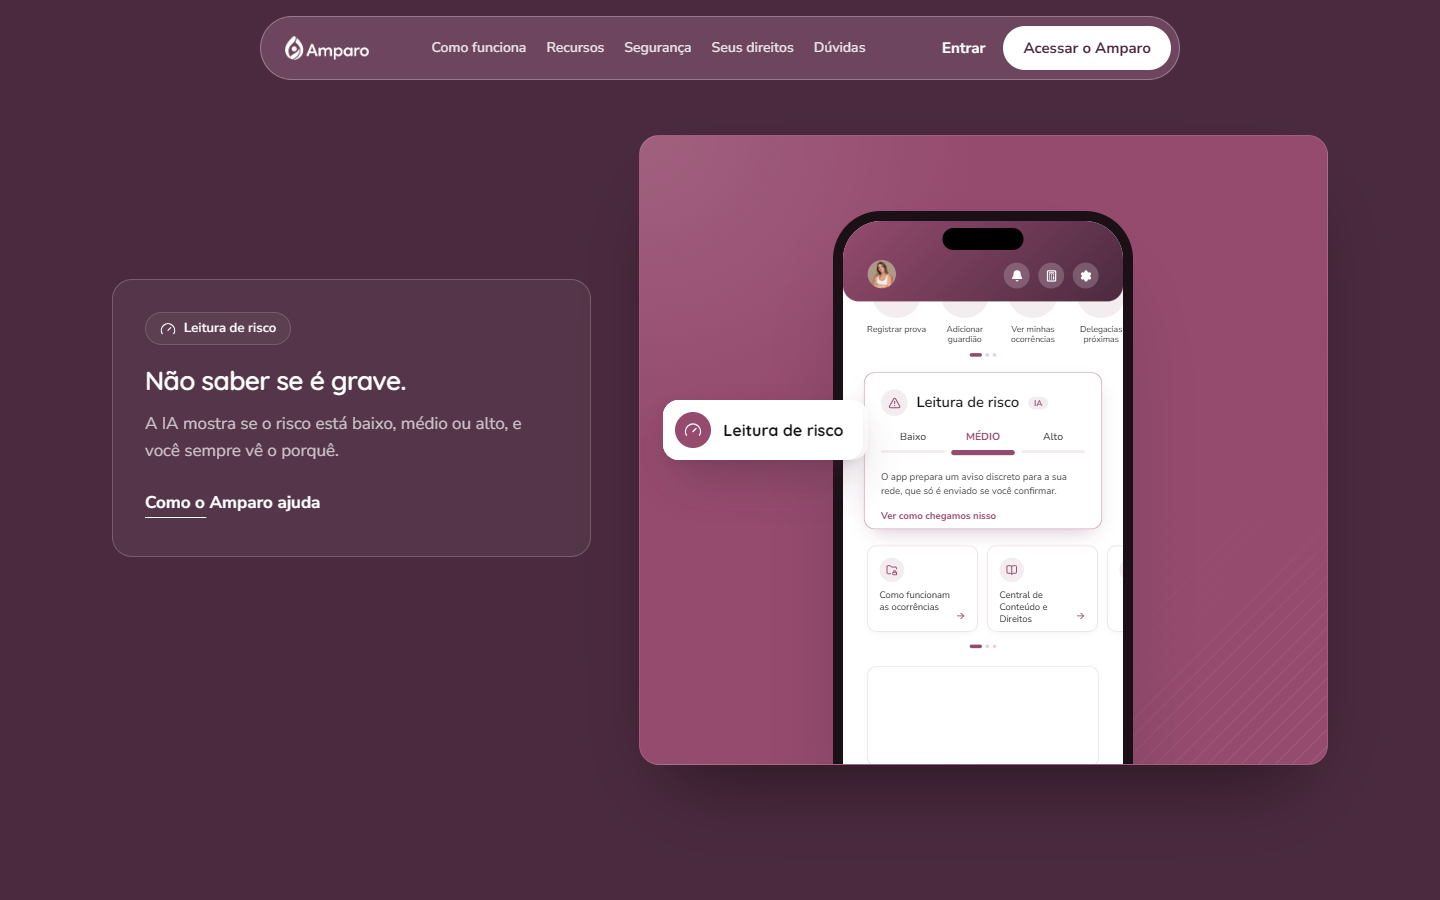 Amparo
Como funciona
Recursos
Segurança
Seus direitos
Dúvidas
Entrar
Acessar o Amparo
Leitura de risco
Não saber se é grave.
A IA mostra se o risco está baixo, médio ou alto, e
você sempre vê o porquê.
Como o Amparo ajuda
Leitura de risco
Registrar prova
Adicionar
guardião
Ver minhas
ocorrências
Delegacias
próximas
Leitura de risco
IA
Baixo
MÉDIO
Alto
O app prepara um aviso discreto para a sua
rede, que só é enviado se você confirmar.
Ver como chegamos nisso
Como funcionam
as ocorrências
Central de
Conteúdo e
Direitos